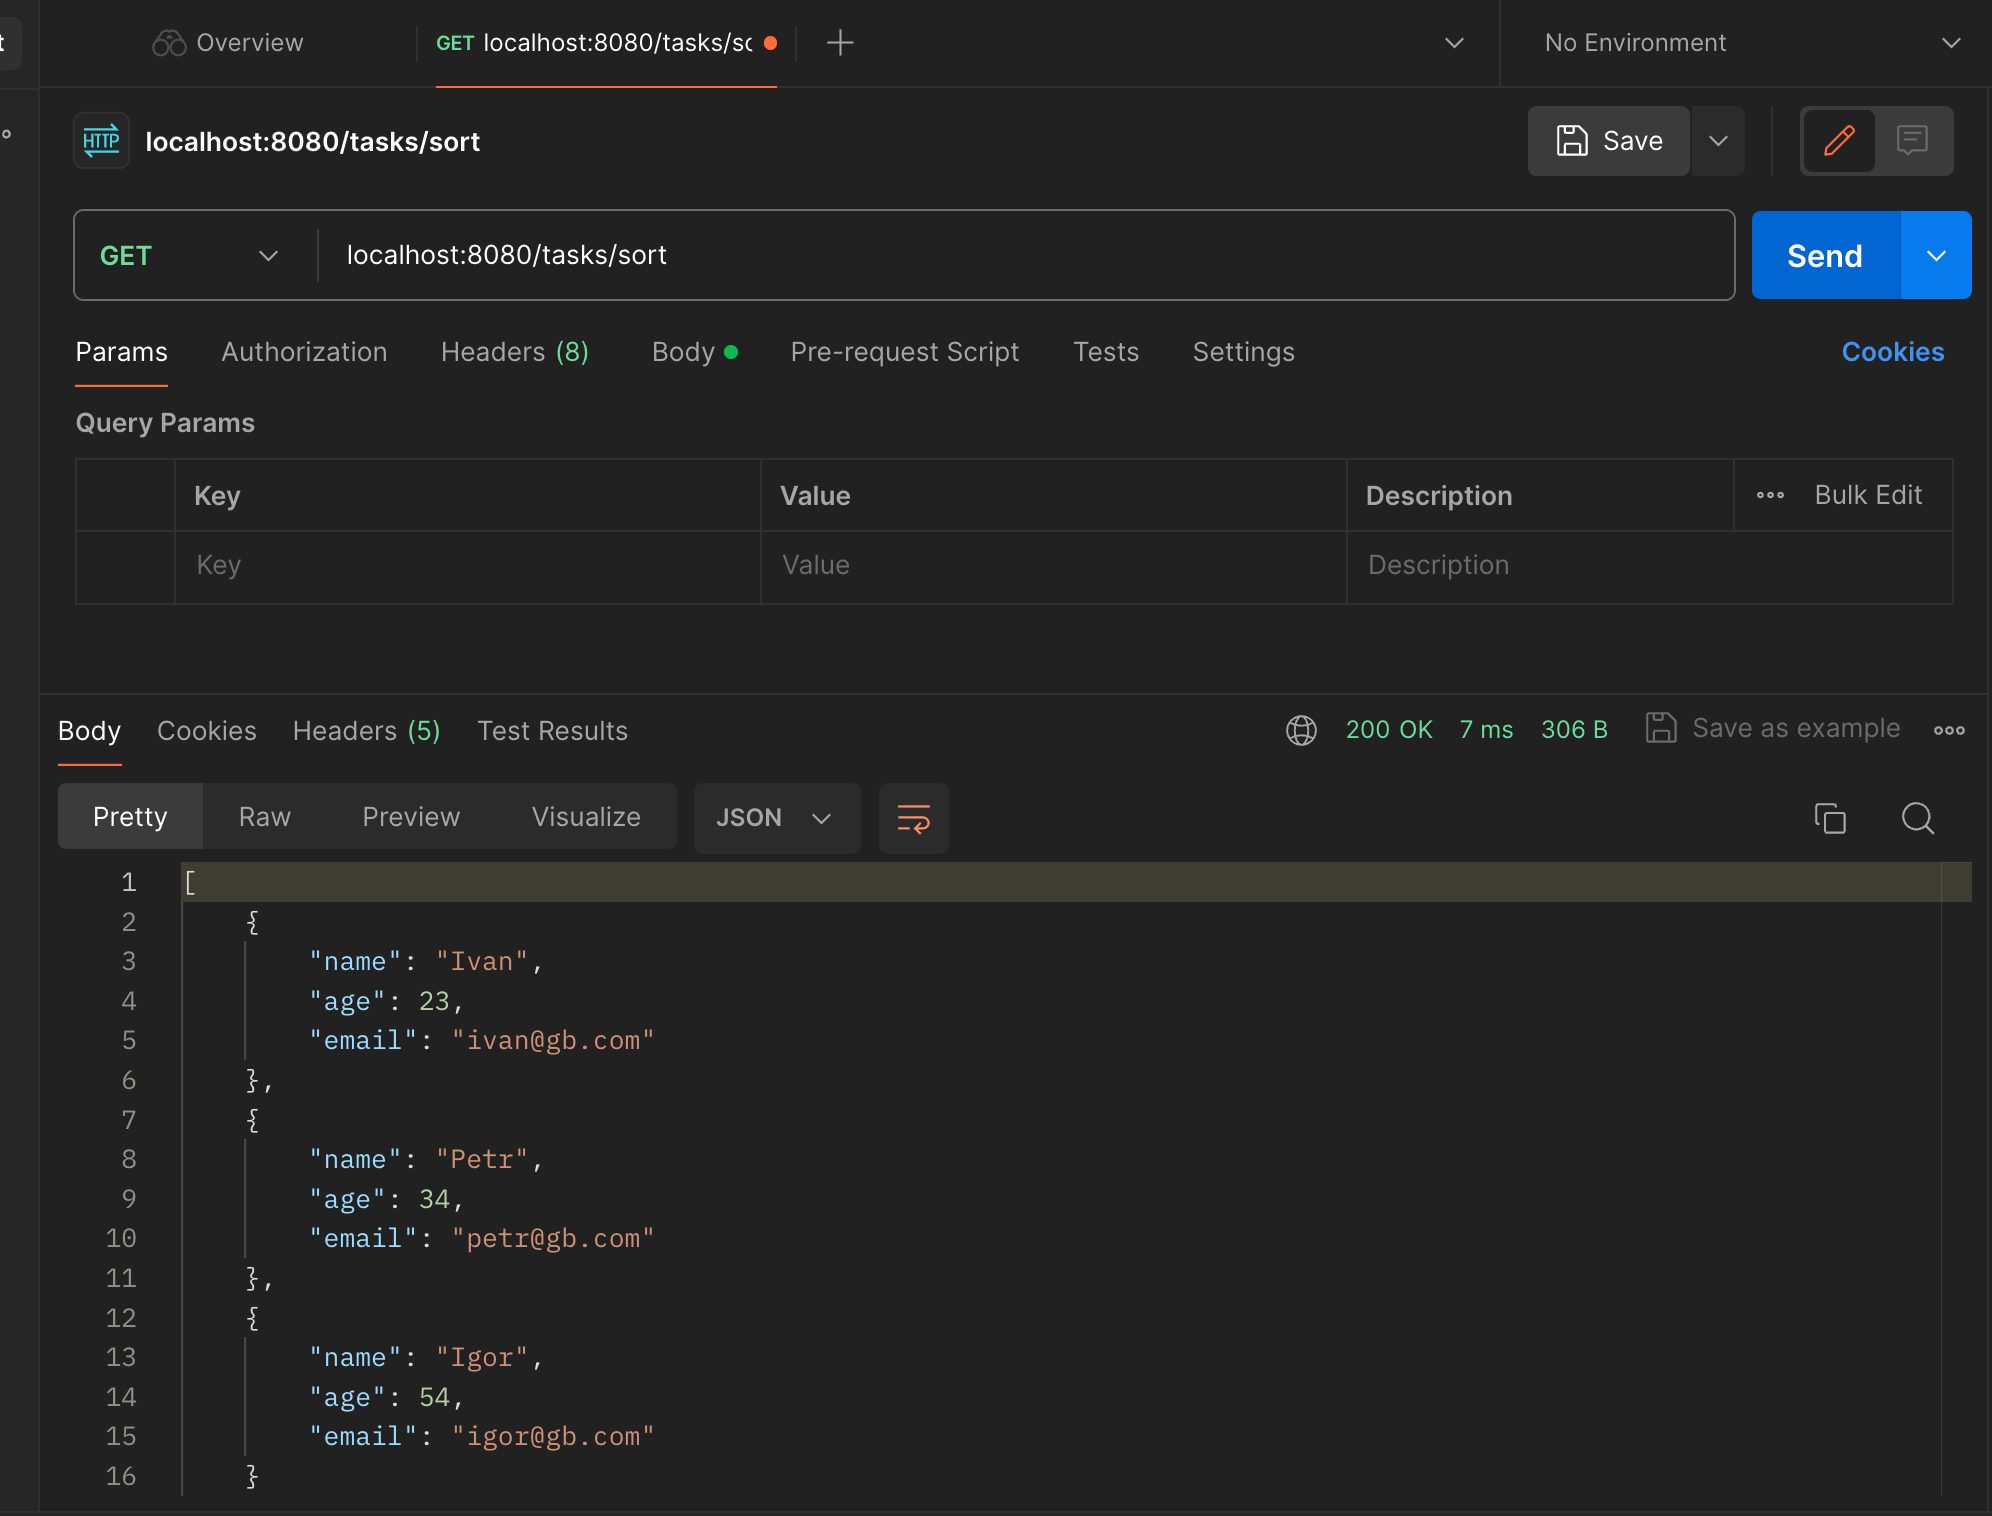 Overview
GET localhost:8080/tasks/sc
No Environment
HTTP localhost:8080/tasks/sort
Save
GET localhost:8080/tasks/sort
Send
Params Authorization Headers (8) Body Pre-request Script Tests Settings Cookies
Query Params
Key Value Description Bulk Edit
Key Value Description
Body Cookies Headers (5) Test Results 200 OK 7 ms 306 B Save as example
Pretty Raw Preview Visualize JSON
1 [
2 {
3 "name": "Ivan",
4 "age": 23,
5 "email": "ivan@gb.com"
6 },
7 {
8 "name": "Petr",
9 "age": 34,
10 "email": "petr@gb.com"
11 },
12 {
13 "name": "Igor",
14 "age": 54,
15 "email": "igor@gb.com"
16 }